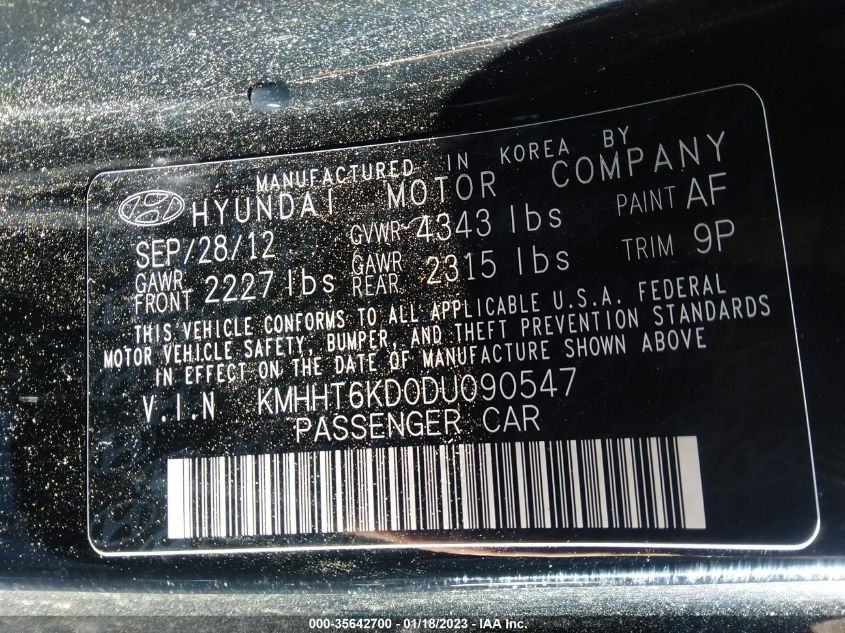 MANUFACTURED IN KOREA BY
HYUNDAI MOTOR COMPANY
SEP/28/12 GVWR 4343 lbs PAINT AF
GAWR FRONT 2227 lbs GAWR REAR 2315 lbs TRIM 9P
THIS VEHICLE CONFORMS TO ALL APPLICABLE U.S.A. FEDERAL
MOTOR VEHICLE SAFETY, BUMPER, AND THEFT PREVENTION STANDARDS
IN EFFECT ON THE DATE OF MANUFACTURE SHOWN ABOVE
V.I.N KMHHT6KD0DU090547
PASSENGER CAR
000-35642700 - 01/18/2023 - IAA Inc.